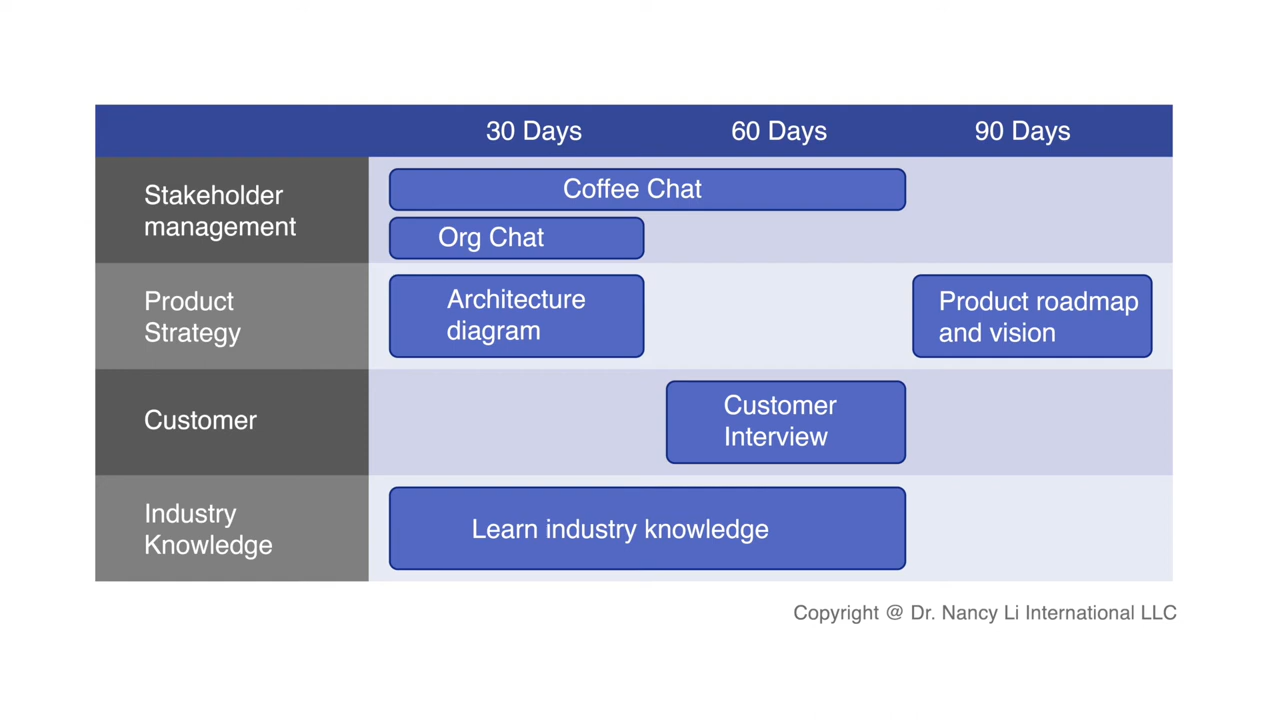 30 Days 60 Days 90 Days
Stakeholder
management
Coffee Chat
Org Chat
Product
Strategy
Architecture
diagram
Product roadmap
and vision
Customer
Customer
Interview
Industry
Knowledge
Learn industry knowledge
Copyright @ Dr. Nancy Li International LLC